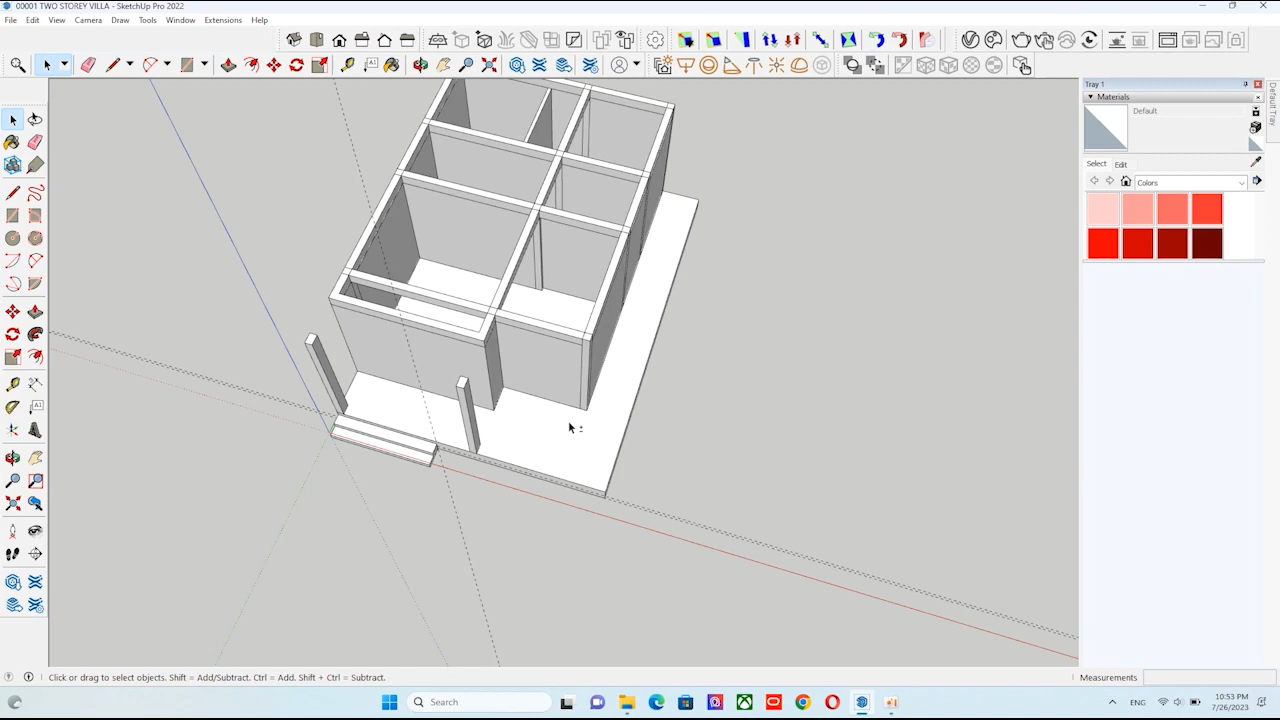 00001 TWO STOREY VILLA - SketchUp Pro 2022
File Edit View Camera Draw Tools Window Extensions Help
Tray 1
Materials
Default
Default Tray
Select Edit
Colors
Click or drag to select objects. Shift = Add/Subtract. Ctrl = Add. Shift + Ctrl = Subtract.
Measurements
Search
ENG
10:53 PM
7/26/2023